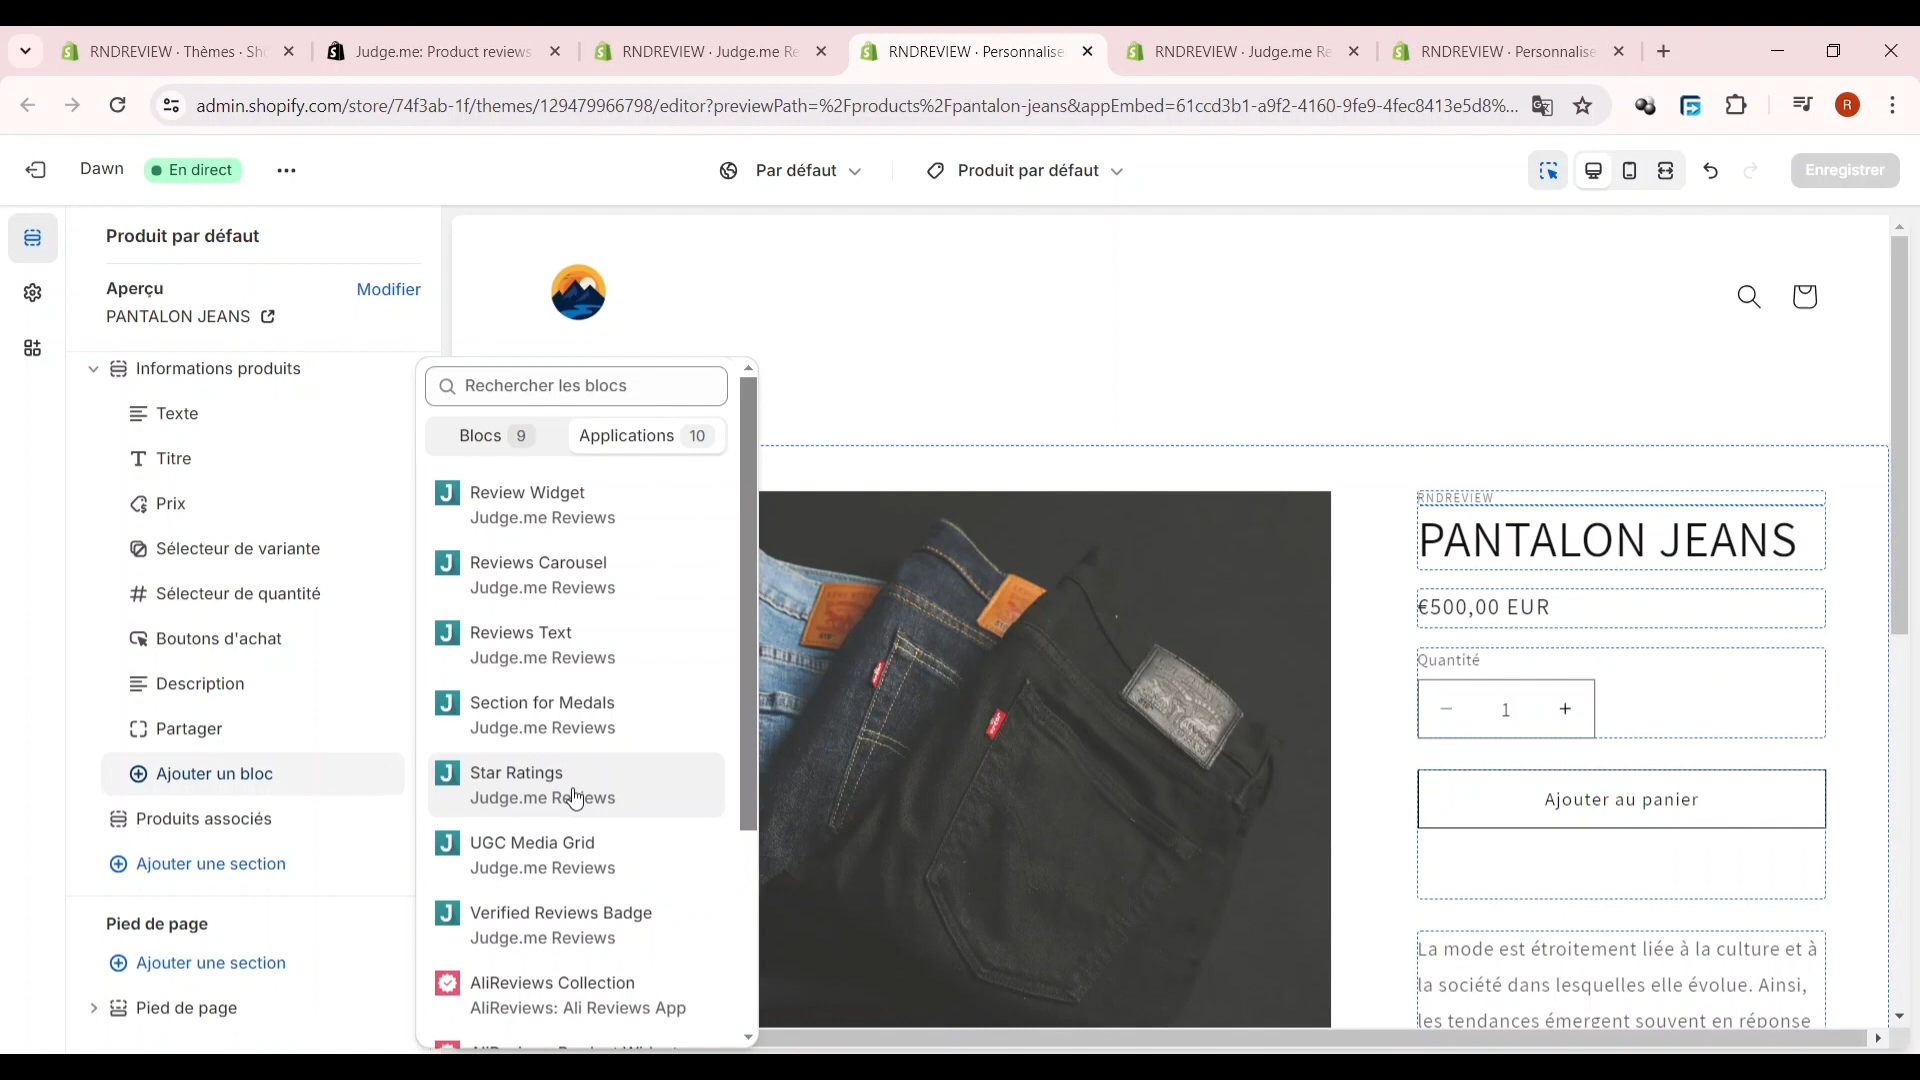 RNDREVIEW · Thèmes · Sh
Judge.me: Product reviews
RNDREVIEW · Judge.me Re
RNDREVIEW · Personnalise
RNDREVIEW · Judge.me Re
RNDREVIEW · Personnalise
admin.shopify.com/store/74f3ab-1f/themes/129479966798/editor?previewPath=%2Fproducts%2Fpantalon-jeans&appEmbed=61ccd3b1-a9f2-4160-9fe9-4fec8413e5d8%...
R
Dawn
En direct
Par défaut
Produit par défaut
Enregistrer
Produit par défaut
Aperçu
Modifier
PANTALON JEANS
Informations produits
Texte
Titre
Prix
Sélecteur de variante
Sélecteur de quantité
Boutons d'achat
Description
Partager
Ajouter un bloc
Produits associés
Ajouter une section
Pied de page
Ajouter une section
Pied de page
Rechercher les blocs
Blocs 9
Applications 10
Review Widget
Judge.me Reviews
Reviews Carousel
Judge.me Reviews
Reviews Text
Judge.me Reviews
Section for Medals
Judge.me Reviews
Star Ratings
Judge.me Reviews
UGC Media Grid
Judge.me Reviews
Verified Reviews Badge
Judge.me Reviews
AliReviews Collection
AliReviews: Ali Reviews App
RNDREVIEW
PANTALON JEANS
€500,00 EUR
Quantité
− 1 +
Ajouter au panier
La mode est étroitement liée à la culture et à
la société dans lesquelles elle évolue. Ainsi,
les tendances émergent souvent en réponse